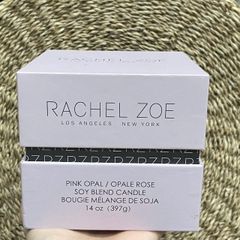 RACHEL ZOE
LOS ANGELES NEW YORK
RZRZRZRZRZRZR
PINK OPAL / OPALE ROSE
SOY BLEND CANDLE
BOUGIE MÉLANGE DE SOJA
14 oz (397g)